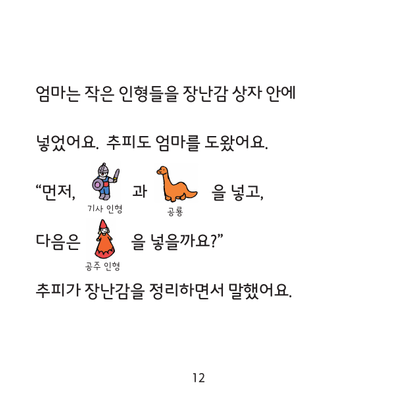 엄마는 작은 인형들을 장난감 상자 안에
넣었어요. 추피도 엄마를 도왔어요.
“먼저, 과 을 넣고,
기사 인형 공룡
다음은 을 넣을까요?”
공주 인형
추피가 장난감을 정리하면서 말했어요.
12